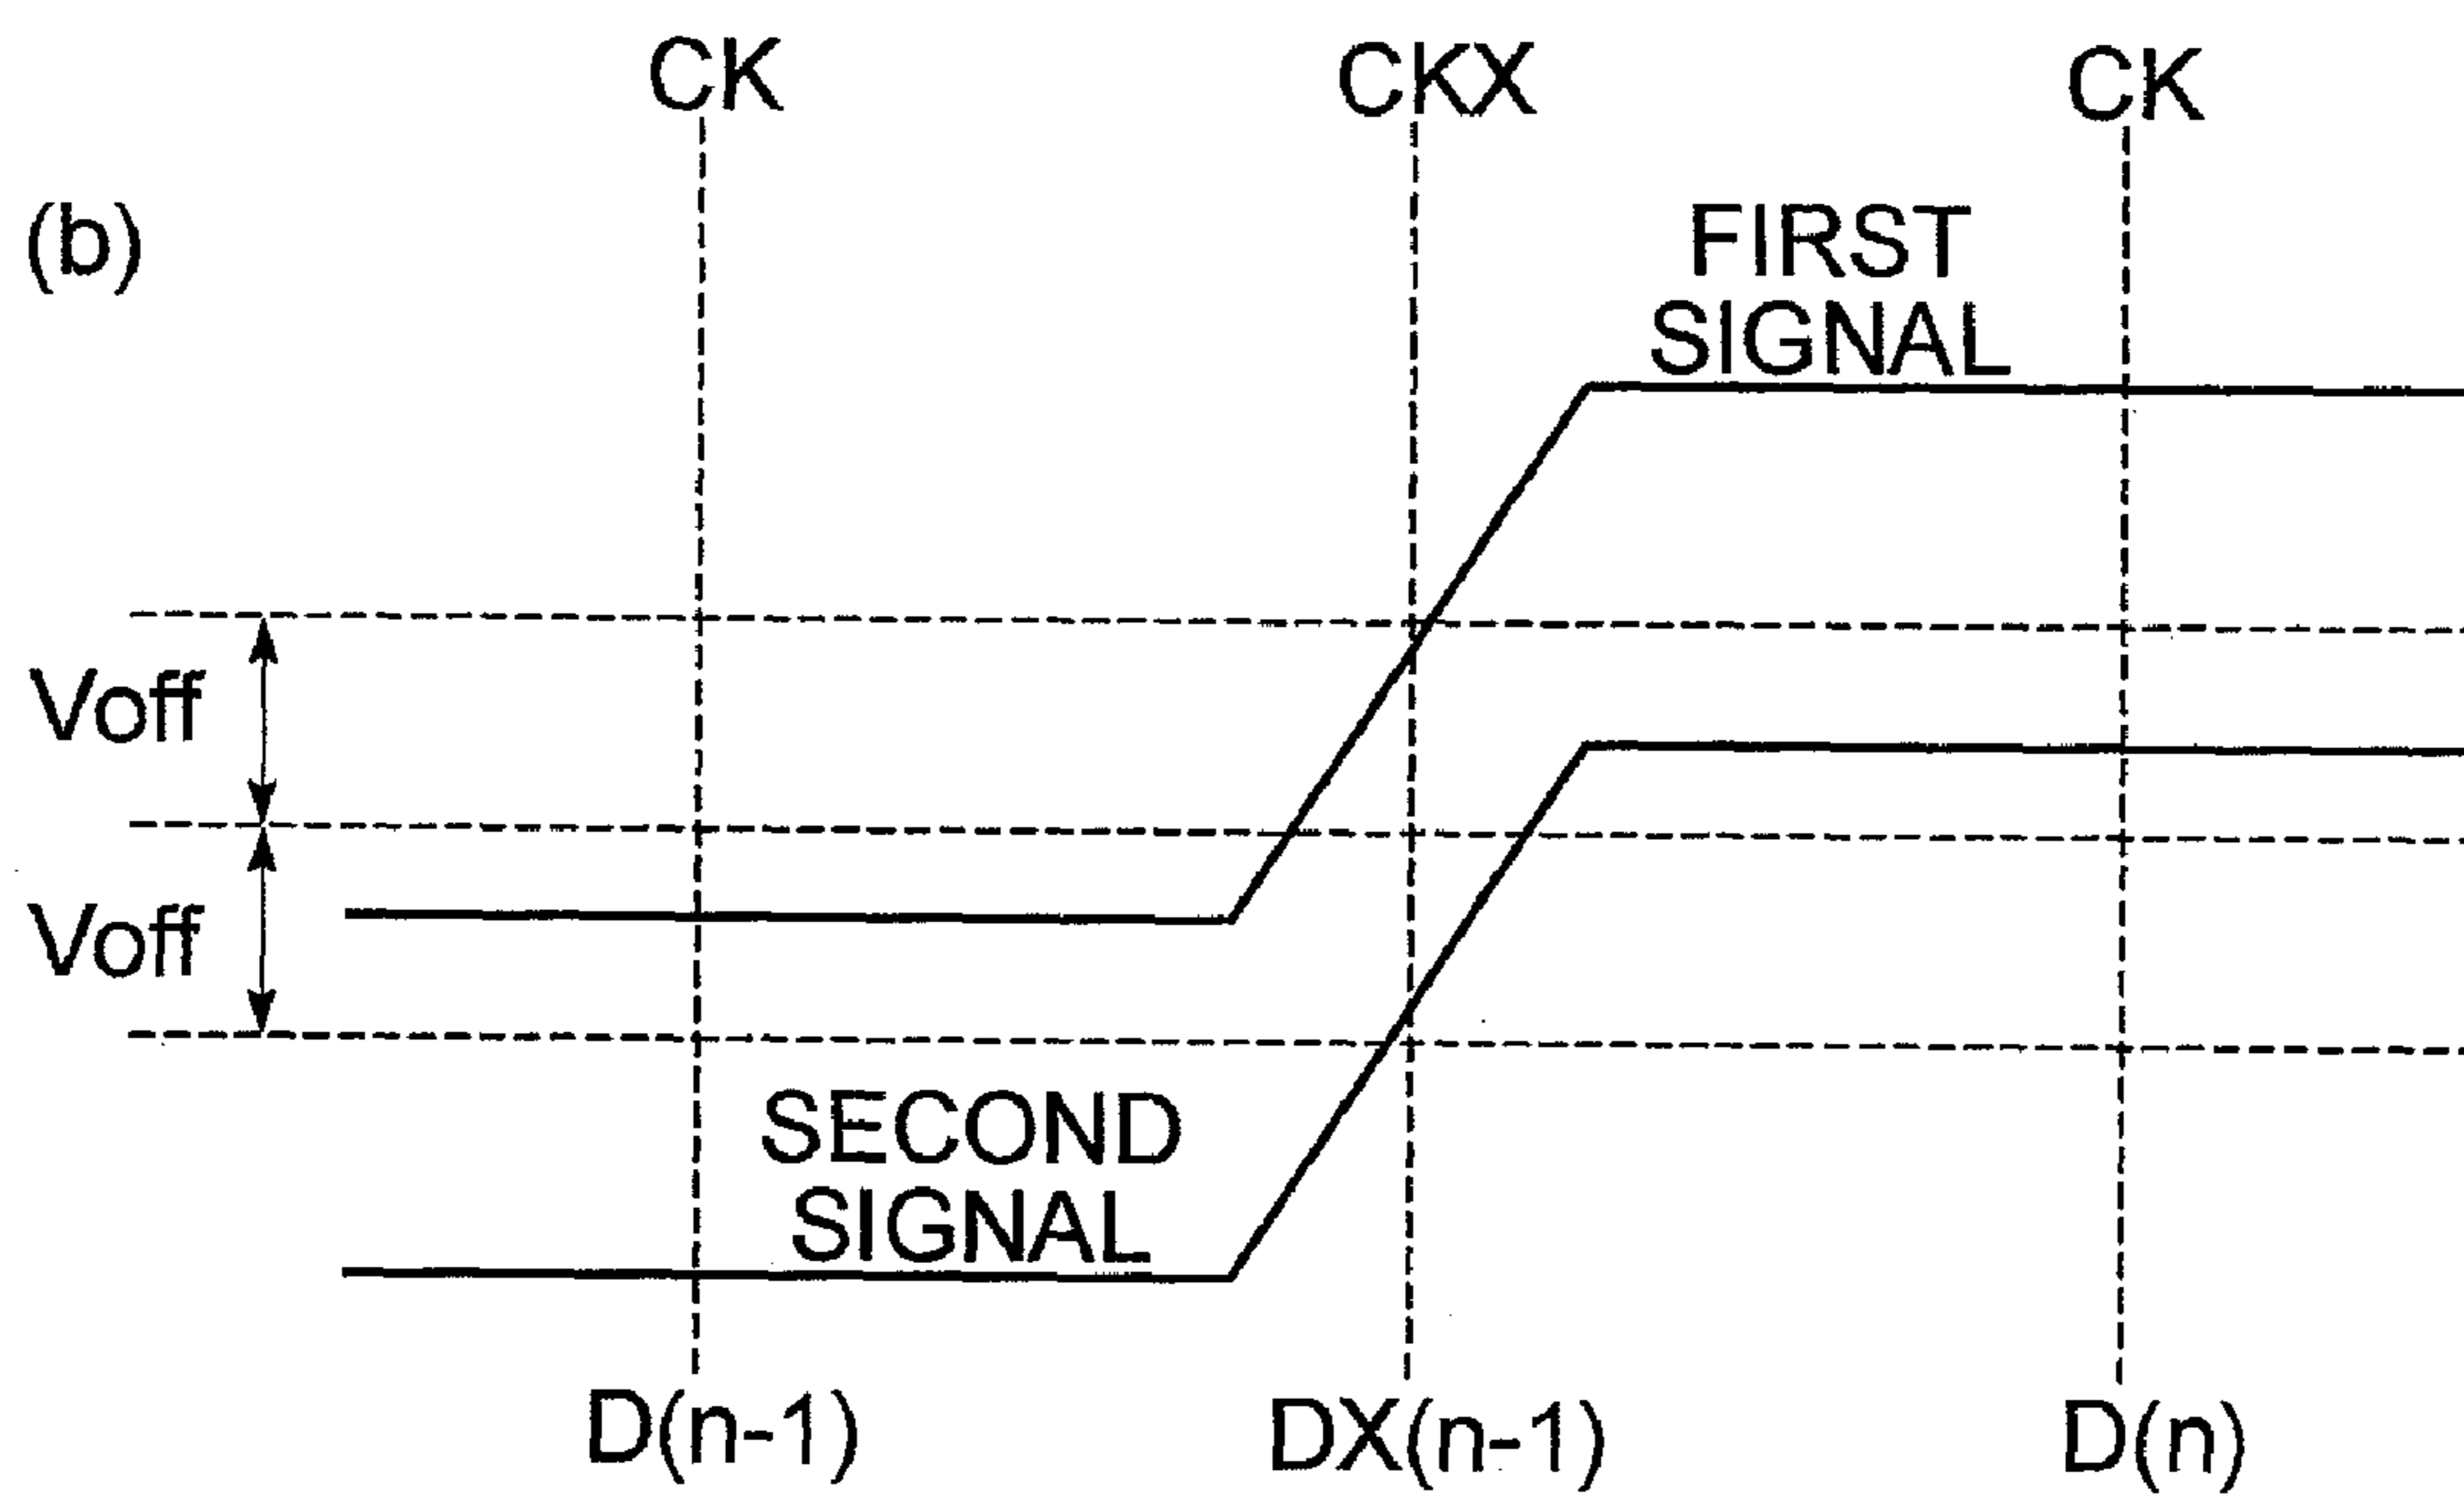 CK
CKX
CK
(b)
FIRST
SIGNAL
Voff
Voff
SECOND
SIGNAL
D(n-1)
DX(n-1)
D(n)